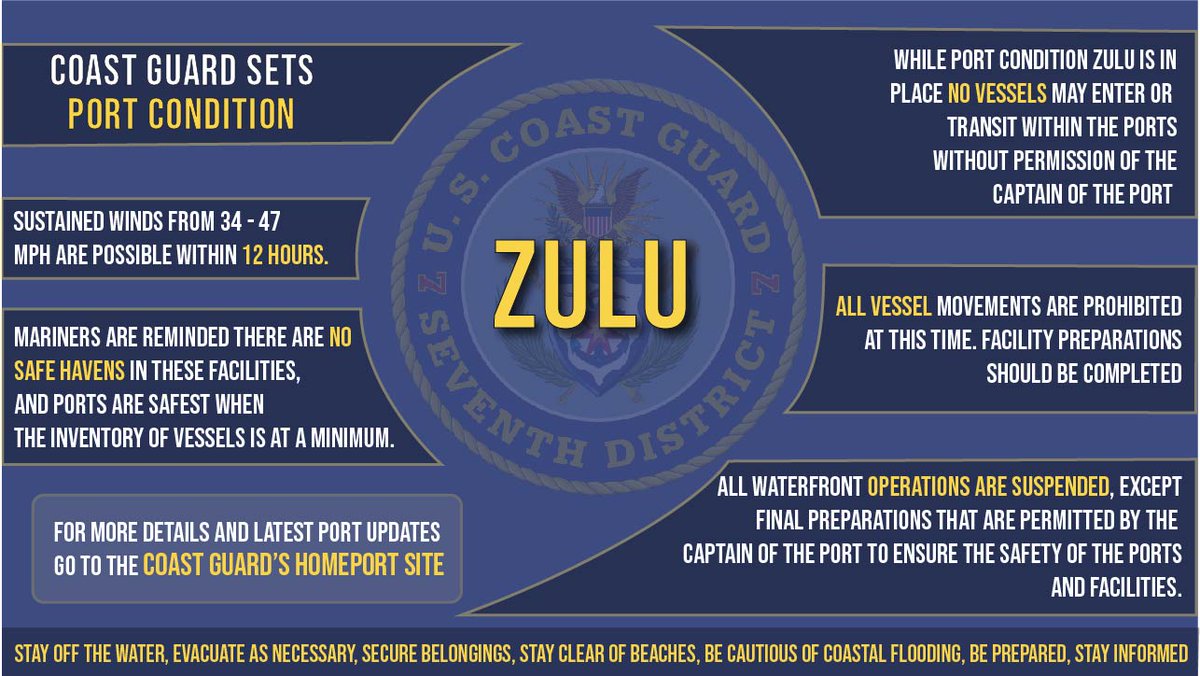 COAST GUARD SETS
PORT CONDITION
SUSTAINED WINDS FROM 34 - 47
MPH ARE POSSIBLE WITHIN 12 HOURS.
MARINERS ARE REMINDED THERE ARE NO
SAFE HAVENS IN THESE FACILITIES,
AND PORTS ARE SAFEST WHEN
THE INVENTORY OF VESSELS IS AT A MINIMUM.
FOR MORE DETAILS AND LATEST PORT UPDATES
GO TO THE COAST GUARD'S HOMEPORT SITE
Z U. S. COAST GUARD Z
SEVENTH DISTRICT
ZULU
WHILE PORT CONDITION ZULU IS IN
PLACE NO VESSELS MAY ENTER OR
TRANSIT WITHIN THE PORTS
WITHOUT PERMISSION OF THE
CAPTAIN OF THE PORT
ALL VESSEL MOVEMENTS ARE PROHIBITED
AT THIS TIME. FACILITY PREPARATIONS
SHOULD BE COMPLETED
ALL WATERFRONT OPERATIONS ARE SUSPENDED, EXCEPT
FINAL PREPARATIONS THAT ARE PERMITTED BY THE
CAPTAIN OF THE PORT TO ENSURE THE SAFETY OF THE PORTS
AND FACILITIES.
STAY OFF THE WATER, EVACUATE AS NECESSARY, SECURE BELONGINGS, STAY CLEAR OF BEACHES, BE CAUTIOUS OF COASTAL FLOODING, BE PREPARED, STAY INFORMED